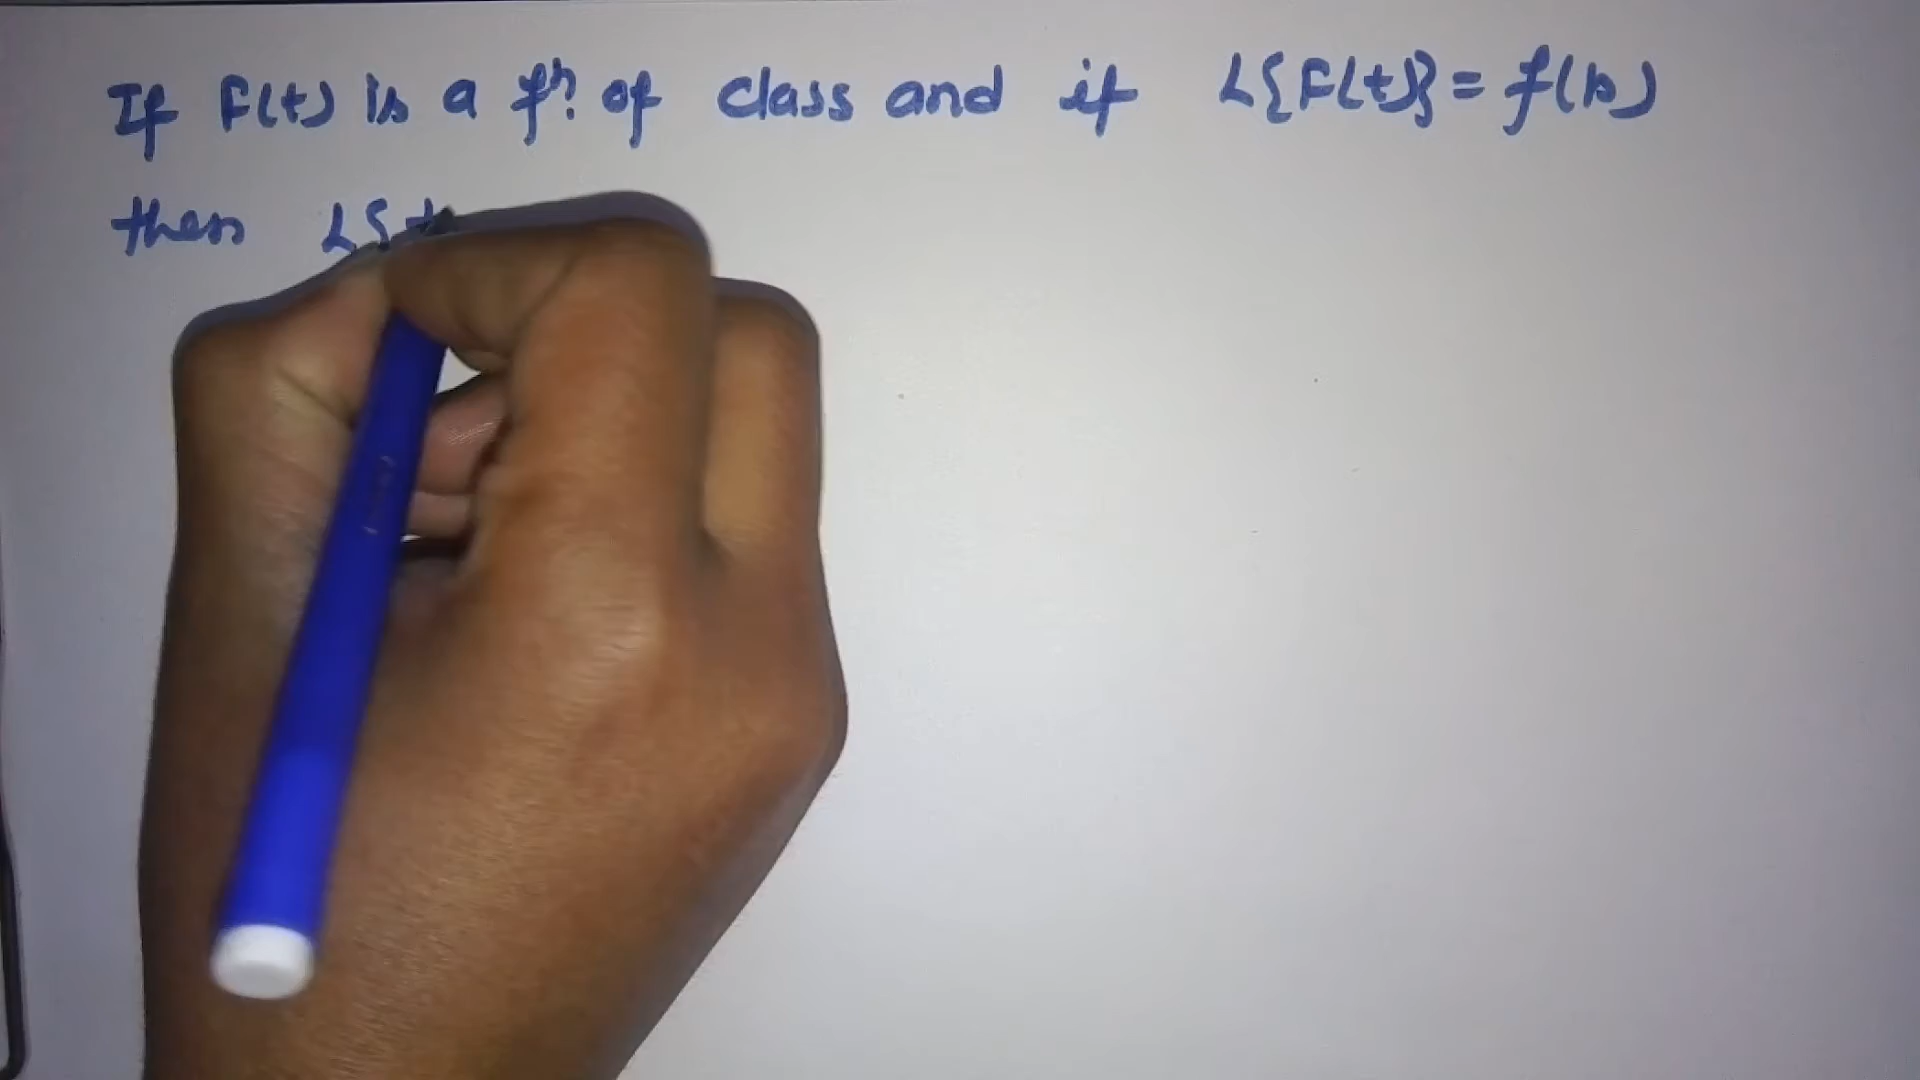 If F(t) is a fn. of class and if L{F(t)} = f(s)
then L{t